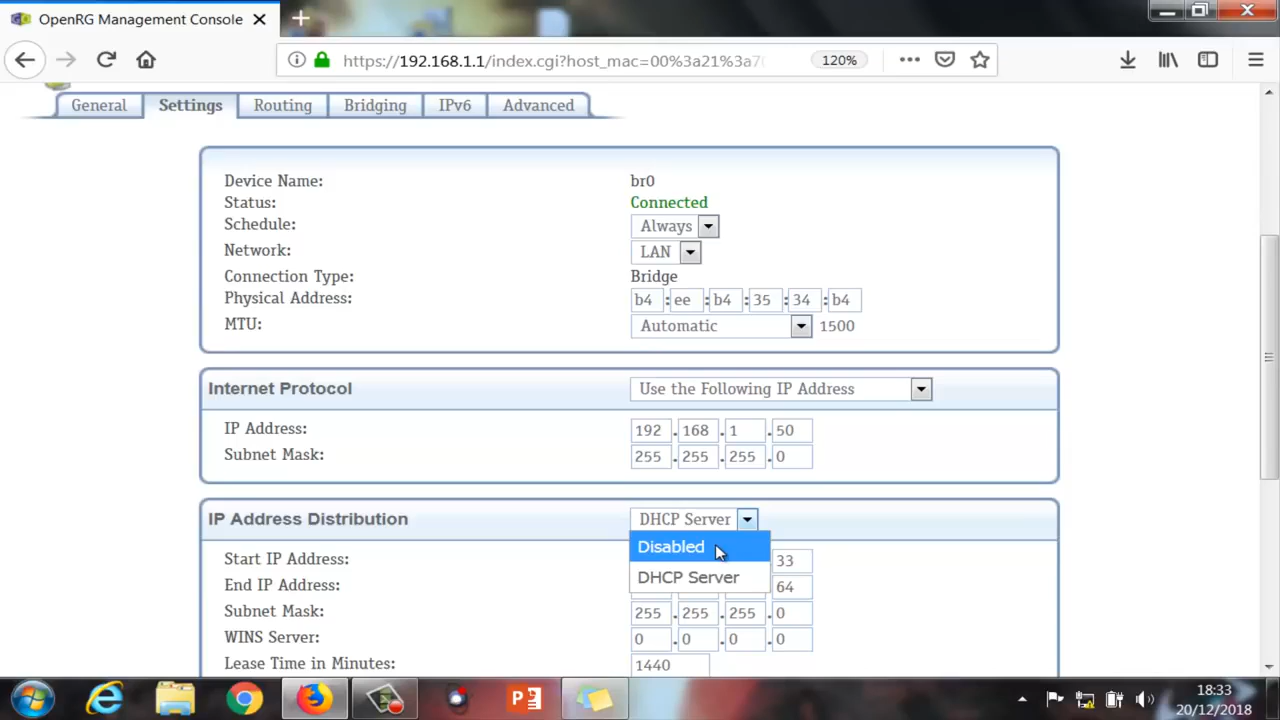 OpenRG Management Console
https://192.168.1.1/index.cgi?host_mac=00%3a21%3a7
120%
General Settings Routing Bridging IPv6 Advanced
Device Name: br0
Status: Connected
Schedule: Always
Network: LAN
Connection Type: Bridge
Physical Address: b4 : ee : b4 : 35 : 34 : b4
MTU: Automatic 1500
Internet Protocol Use the Following IP Address
IP Address: 192 . 168 . 1 . 50
Subnet Mask: 255 . 255 . 255 . 0
IP Address Distribution DHCP Server
Disabled
DHCP Server
Start IP Address: 33
End IP Address: 64
Subnet Mask: 255 . 255 . 255 . 0
WINS Server: 0 . 0 . 0 . 0
Lease Time in Minutes: 1440
18:33
20/12/2018